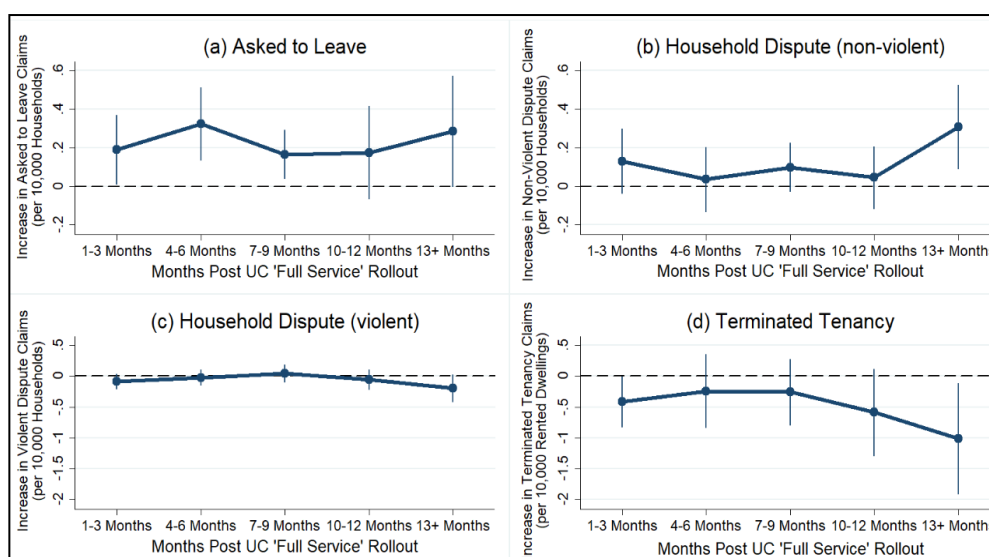 (a) Asked to Leave
Increase in Asked to Leave Claims
(per 10,000 Households)
.6
.4
.2
0
-.2
1-3 Months 4-6 Months 7-9 Months 10-12 Months 13+ Months
Months Post UC 'Full Service' Rollout
(b) Household Dispute (non-violent)
Increase in Non-Violent Dispute Claims
(per 10,000 Households)
.6
.4
.2
0
-.2
1-3 Months 4-6 Months 7-9 Months 10-12 Months 13+ Months
Months Post UC 'Full Service' Rollout
(c) Household Dispute (violent)
Increase in Violent Dispute Claims
(per 10,000 Households)
.5
0
-.5
-1
-1.5
-2
1-3 Months 4-6 Months 7-9 Months 10-12 Months 13+ Months
Months Post UC 'Full Service' Rollout
(d) Terminated Tenancy
Increase in Terminated Tenancy Claims
(per 10,000 Rented Dwellings)
.5
0
-.5
-1
-1.5
-2
1-3 Months 4-6 Months 7-9 Months 10-12 Months 13+ Months
Months Post UC 'Full Service' Rollout